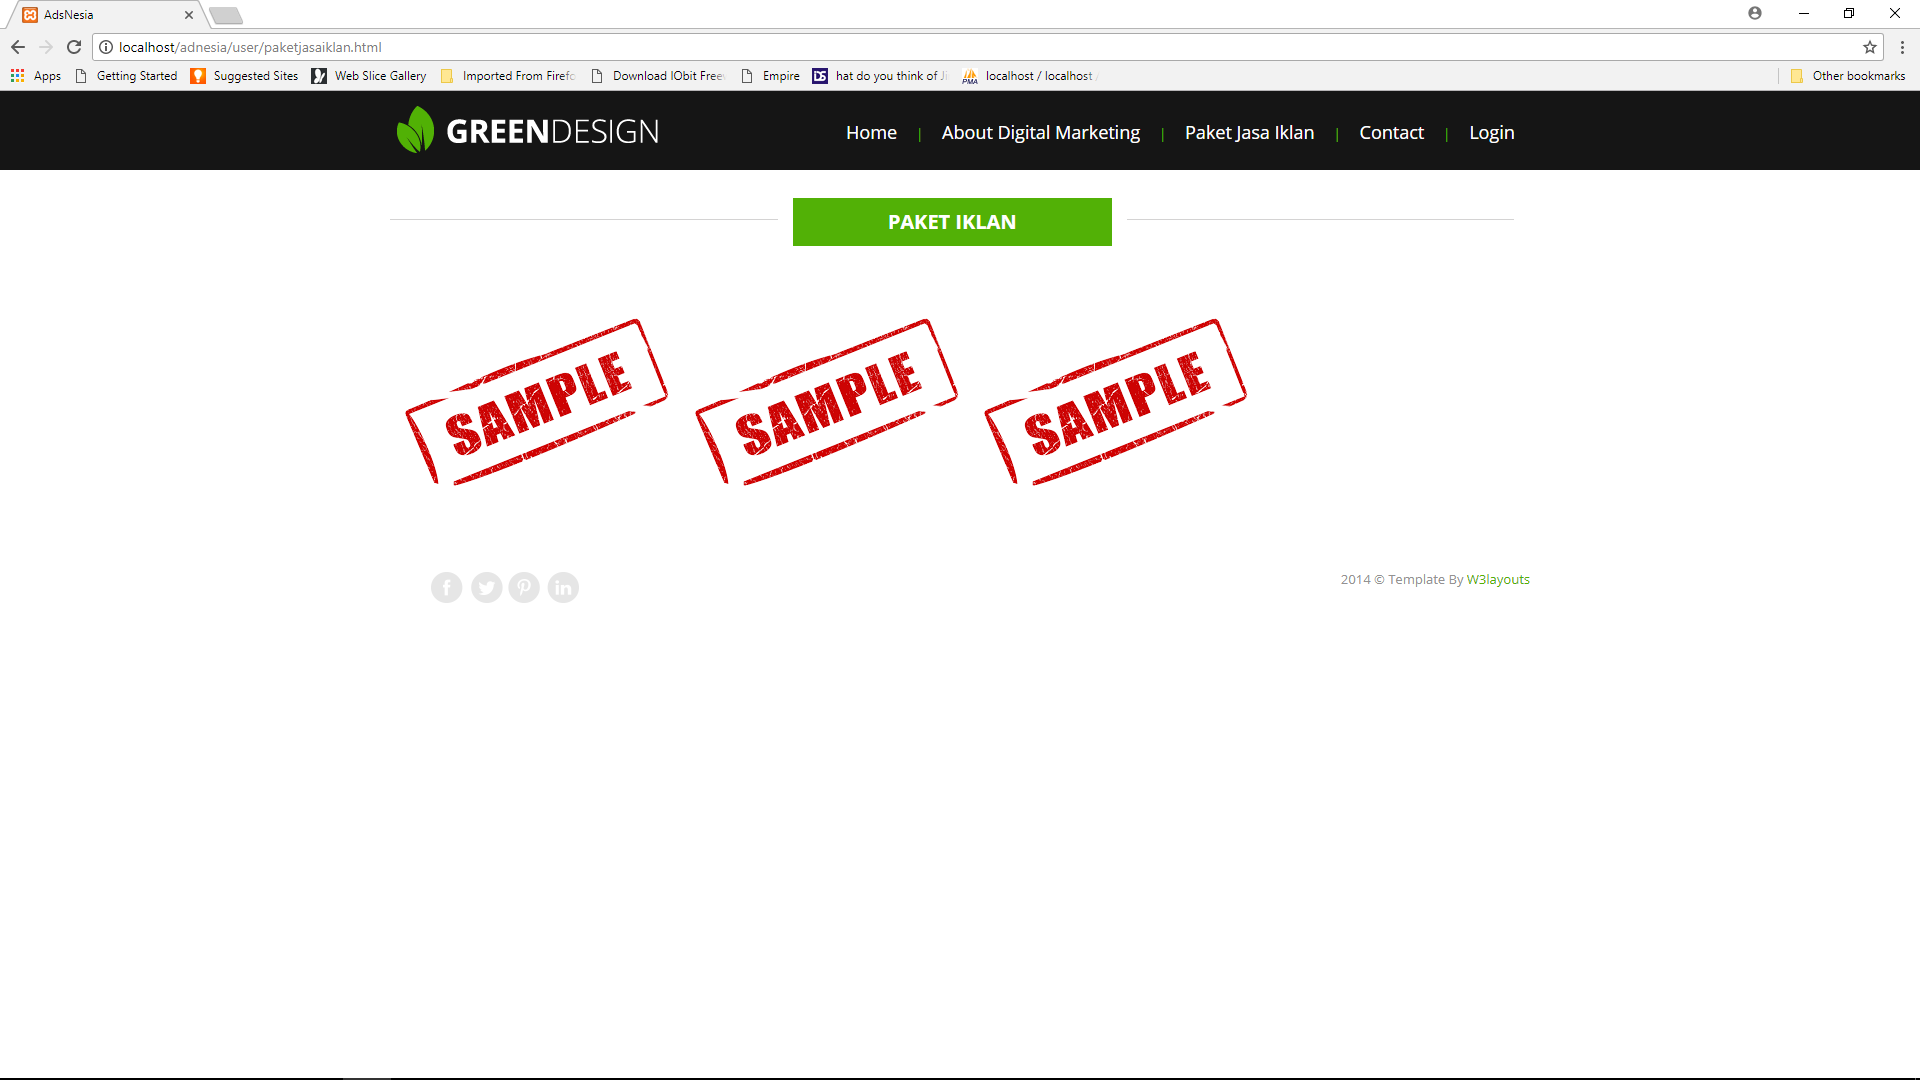 AdsNesia
localhost/adnesia/user/paketjasaiklan.html
Apps Getting Started Suggested Sites Web Slice Gallery Imported From Firefo Download IObit Free Empire hat do you think of Ji localhost / localhost Other bookmarks
GREENDESIGN Home | About Digital Marketing | Paket Jasa Iklan | Contact | Login
PAKET IKLAN
SAMPLE SAMPLE SAMPLE
2014 © Template By W3layouts